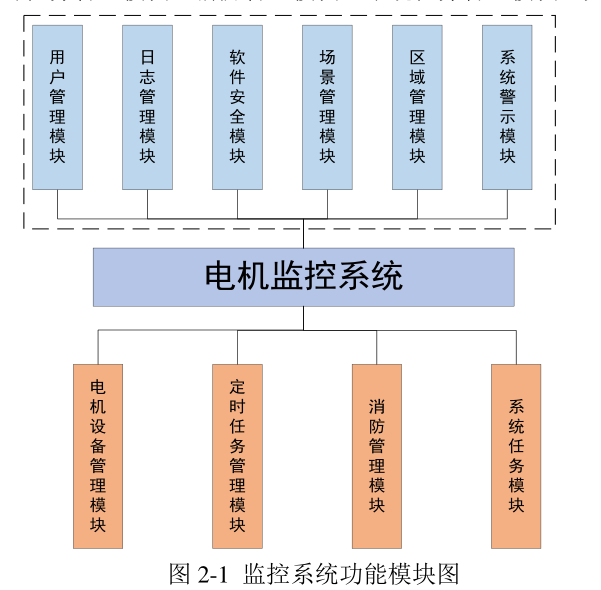 用户管理模块
日志管理模块
软件安全模块
场景管理模块
区域管理模块
系统警示模块
电机监控系统
电机设备管理模块
定时任务管理模块
消防管理模块
系统任务模块
图 2-1 监控系统功能模块图